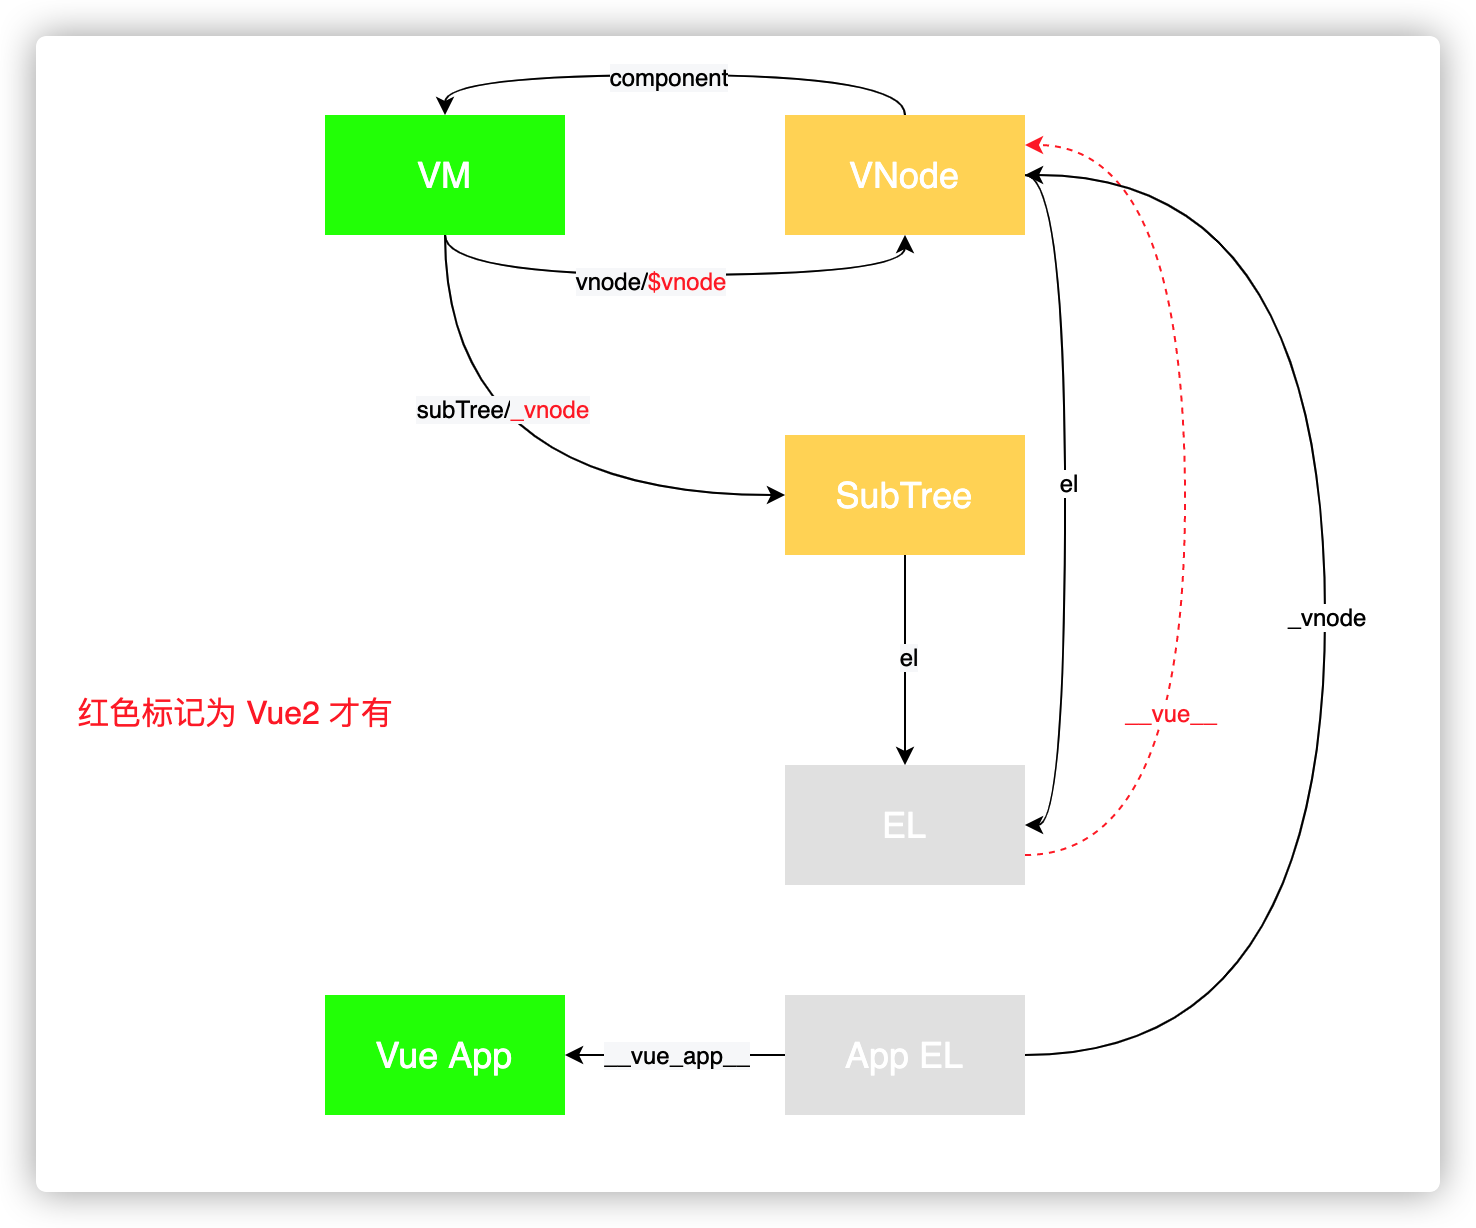 component
VM
VNode
vnode/$vnode
subTree/_vnode
SubTree
el
_vnode
el
红色标记为 Vue2 才有
__vue__
EL
Vue App
__vue_app__
App EL